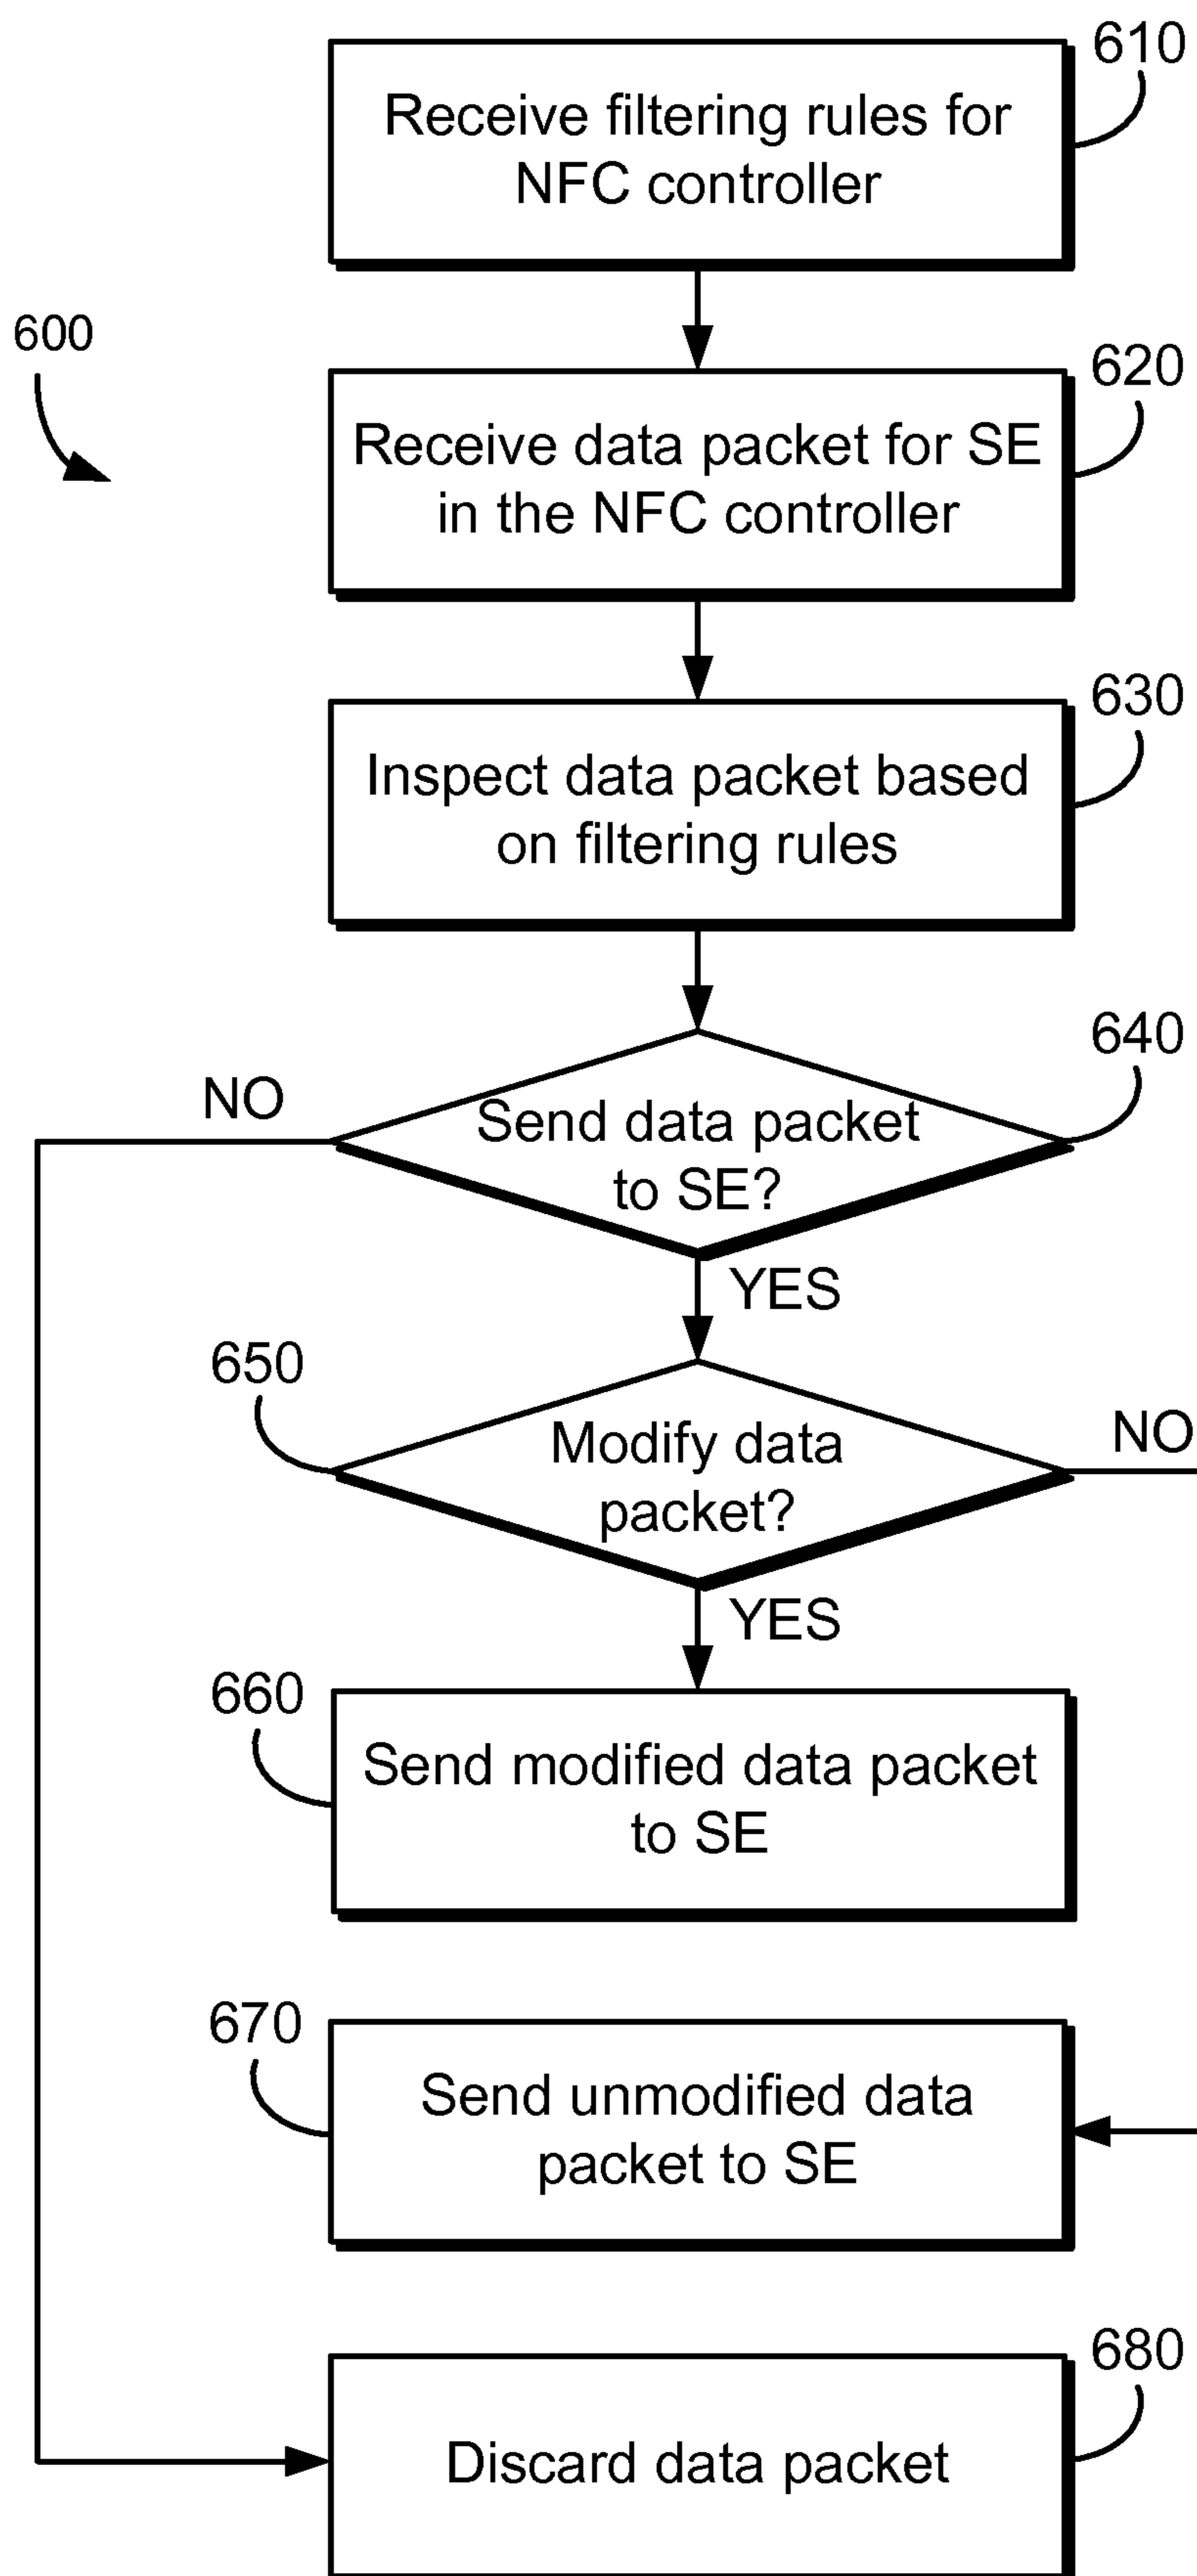 610
Receive filtering rules for
NFC controller
600
620
Receive data packet for SE
in the NFC controller
630
Inspect data packet based
on filtering rules
640
NO
Send data packet
to SE?
YES
650
Modify data
packet?
NO
YES
660
Send modified data packet
to SE
670
Send unmodified data
packet to SE
680
Discard data packet